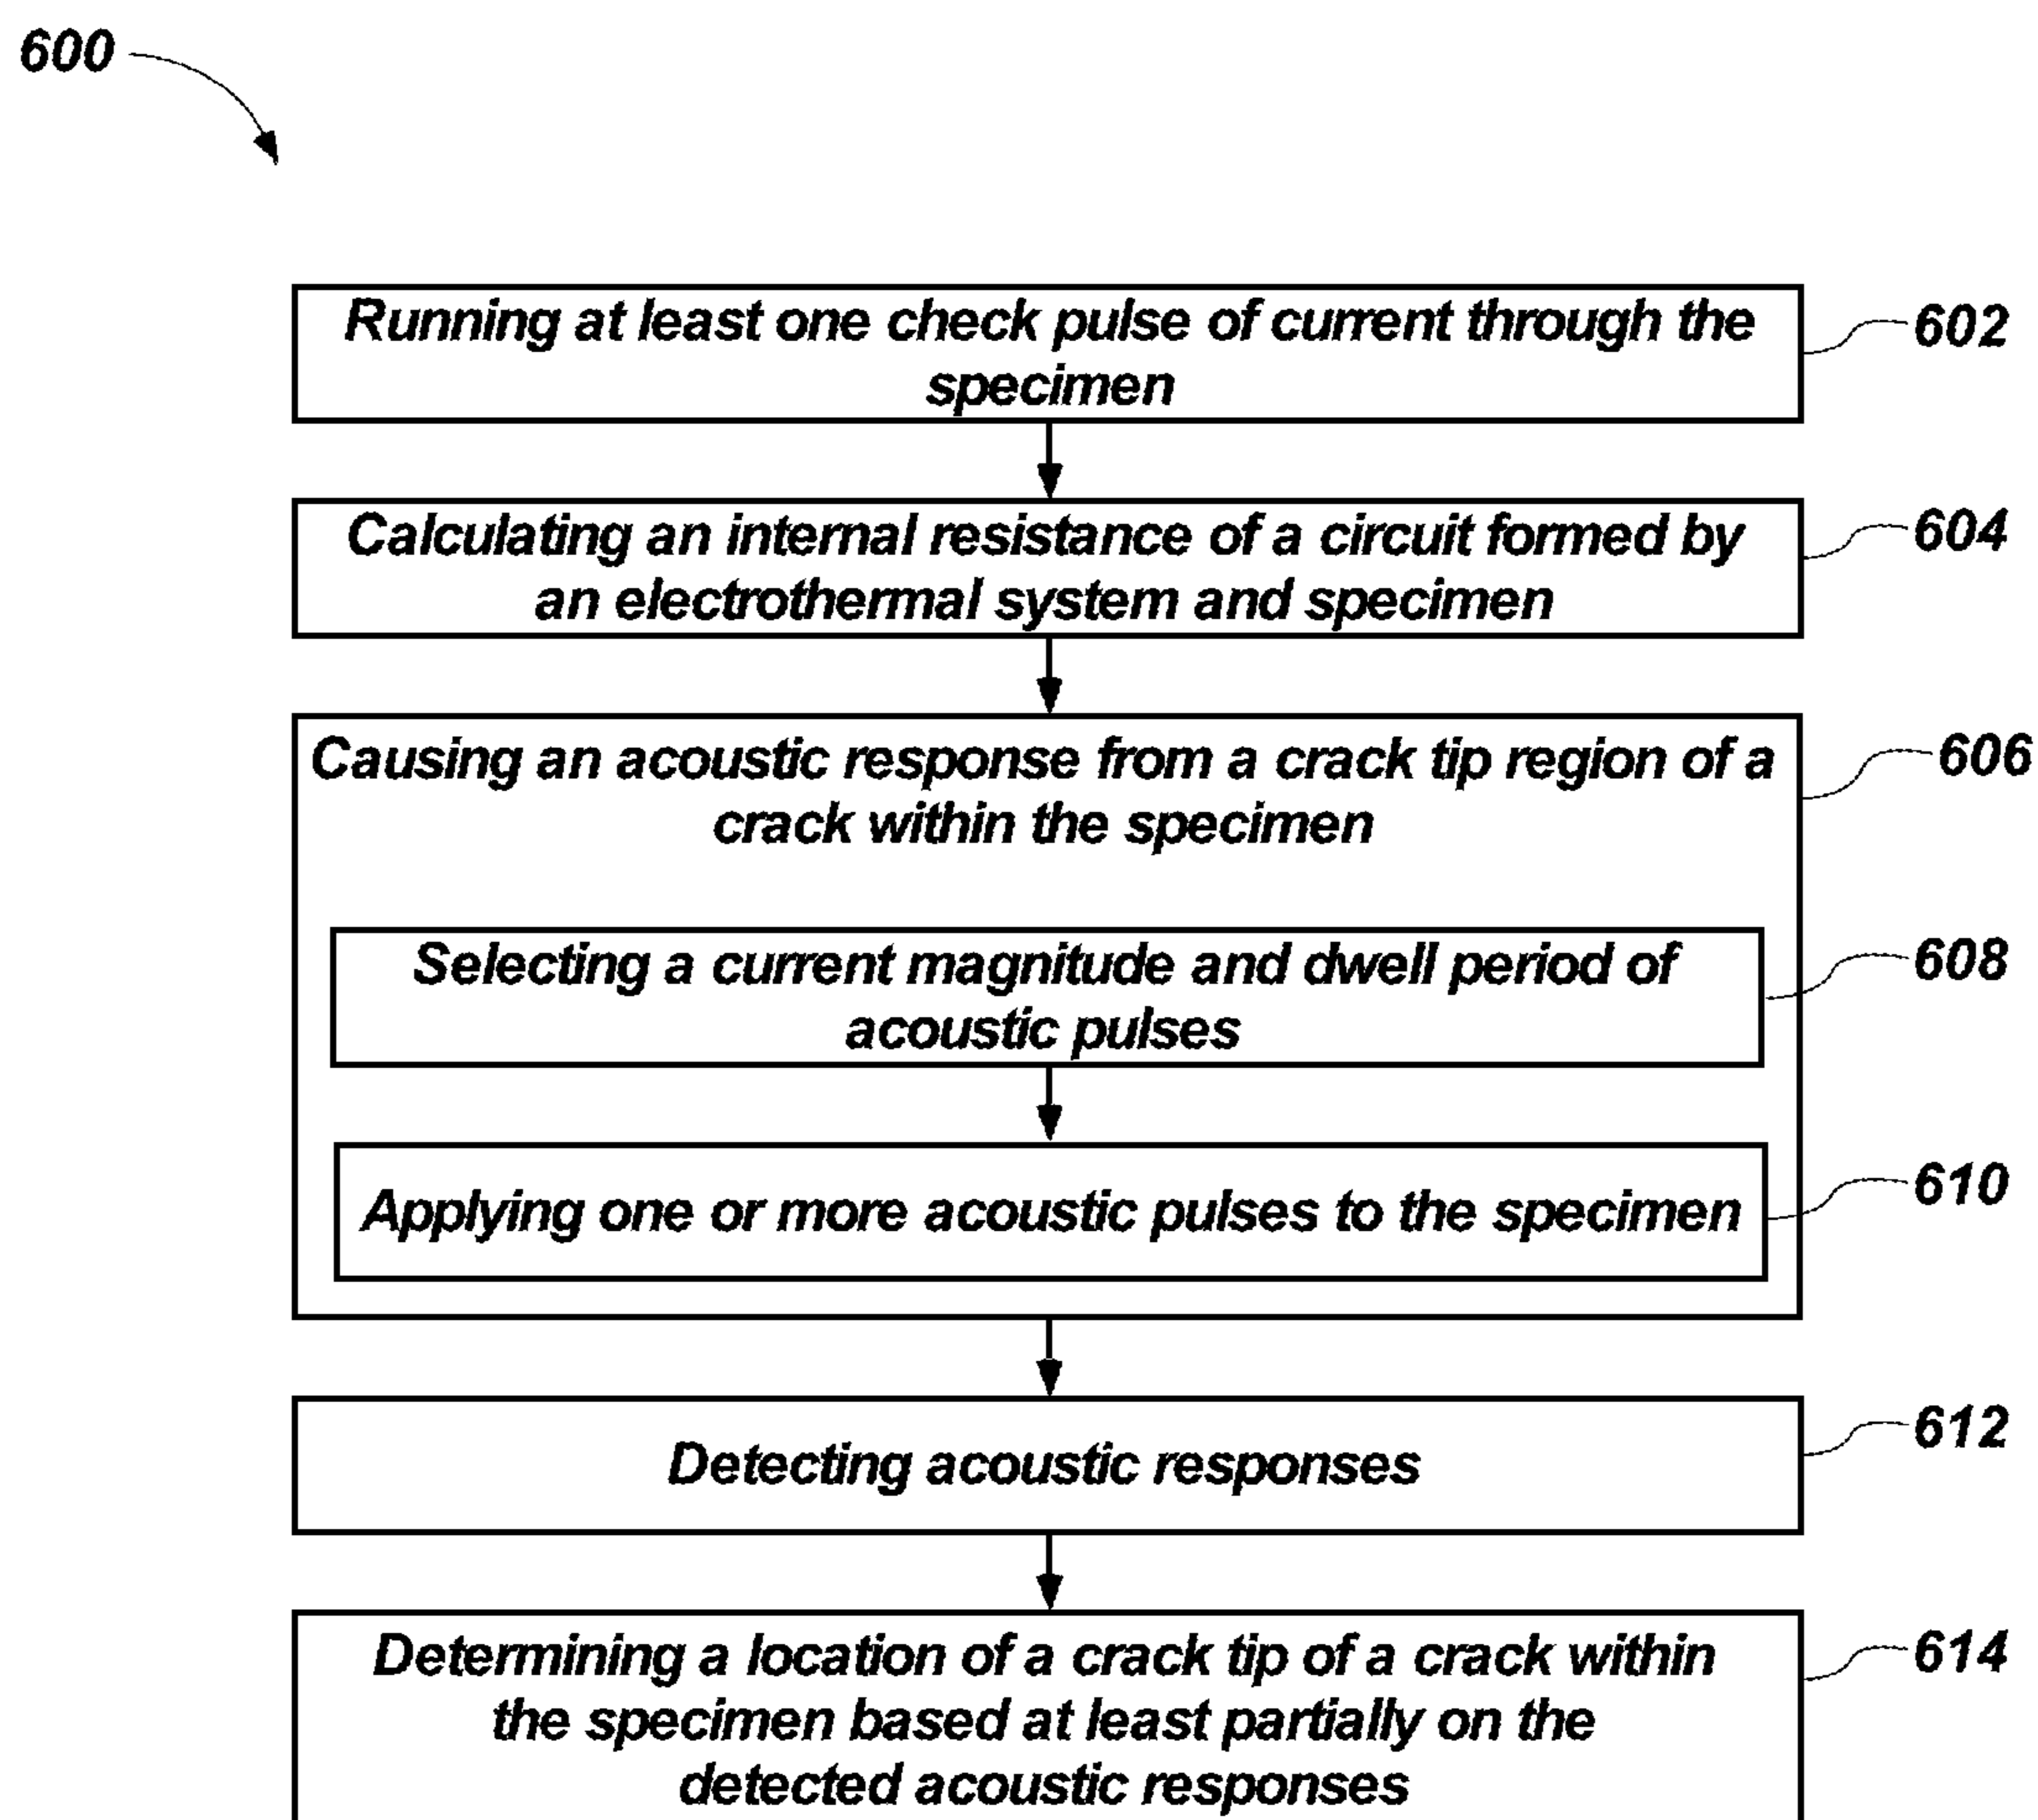 600
Running at least one check pulse of current through the
specimen
602
Calculating an internal resistance of a circuit formed by
an electrothermal system and specimen
604
Causing an acoustic response from a crack tip region of a
crack within the specimen
606
Selecting a current magnitude and dwell period of
acoustic pulses
608
Applying one or more acoustic pulses to the specimen
610
Detecting acoustic responses
612
Determining a location of a crack tip of a crack within
the specimen based at least partially on the
detected acoustic responses
614